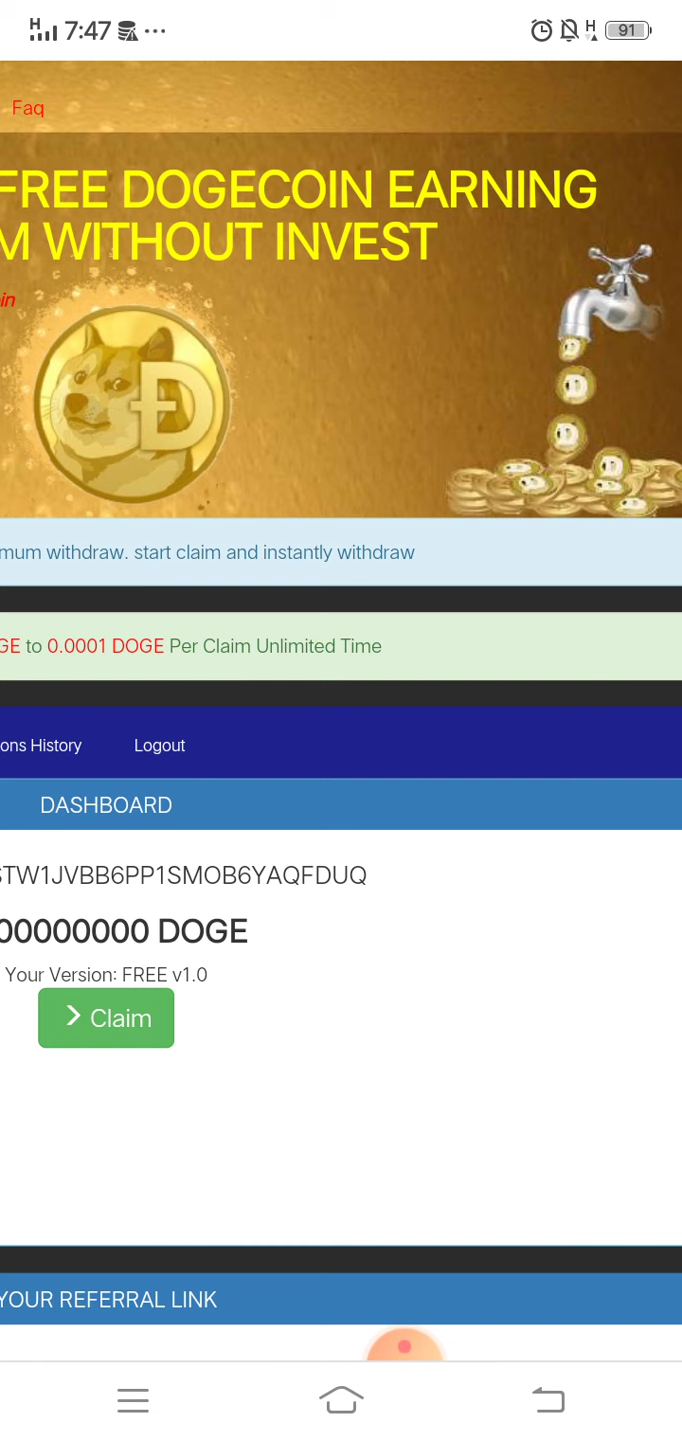 H 7:47 H 91
Faq
FREE DOGECOIN EARNING
M WITHOUT INVEST
in
mum withdraw. start claim and instantly withdraw
GE to 0.0001 DOGE Per Claim Unlimited Time
ons History Logout
DASHBOARD
STW1JVBB6PP1SMOB6YAQFDUQ
00000000 DOGE
Your Version: FREE v1.0
Claim
YOUR REFERRAL LINK